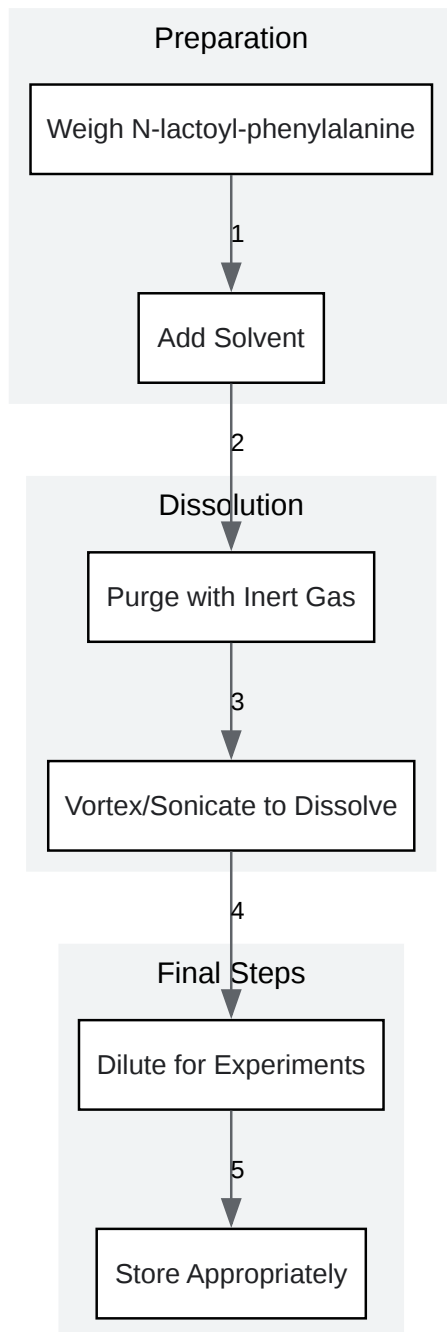 Preparation
Weigh N-lactoyl-phenylalanine
1
Add Solvent
2
Dissolution
Purge with Inert Gas
3
Vortex/Sonicate to Dissolve
4
Final Steps
Dilute for Experiments
5
Store Appropriately